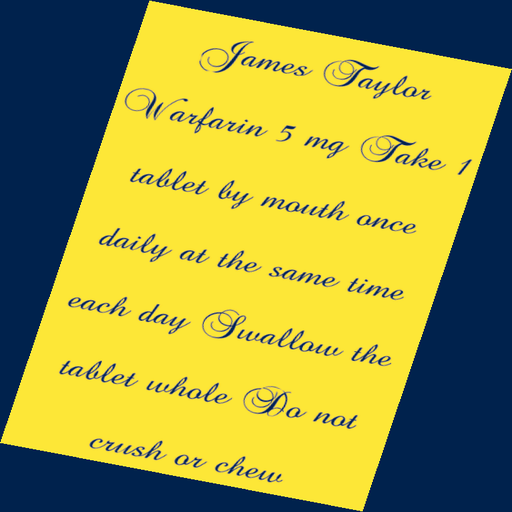 James Taylor
Warfarin 5 mg Take 1
tablet by mouth once
daily at the same time
each day Swallow the
tablet whole Do not
crush or chew